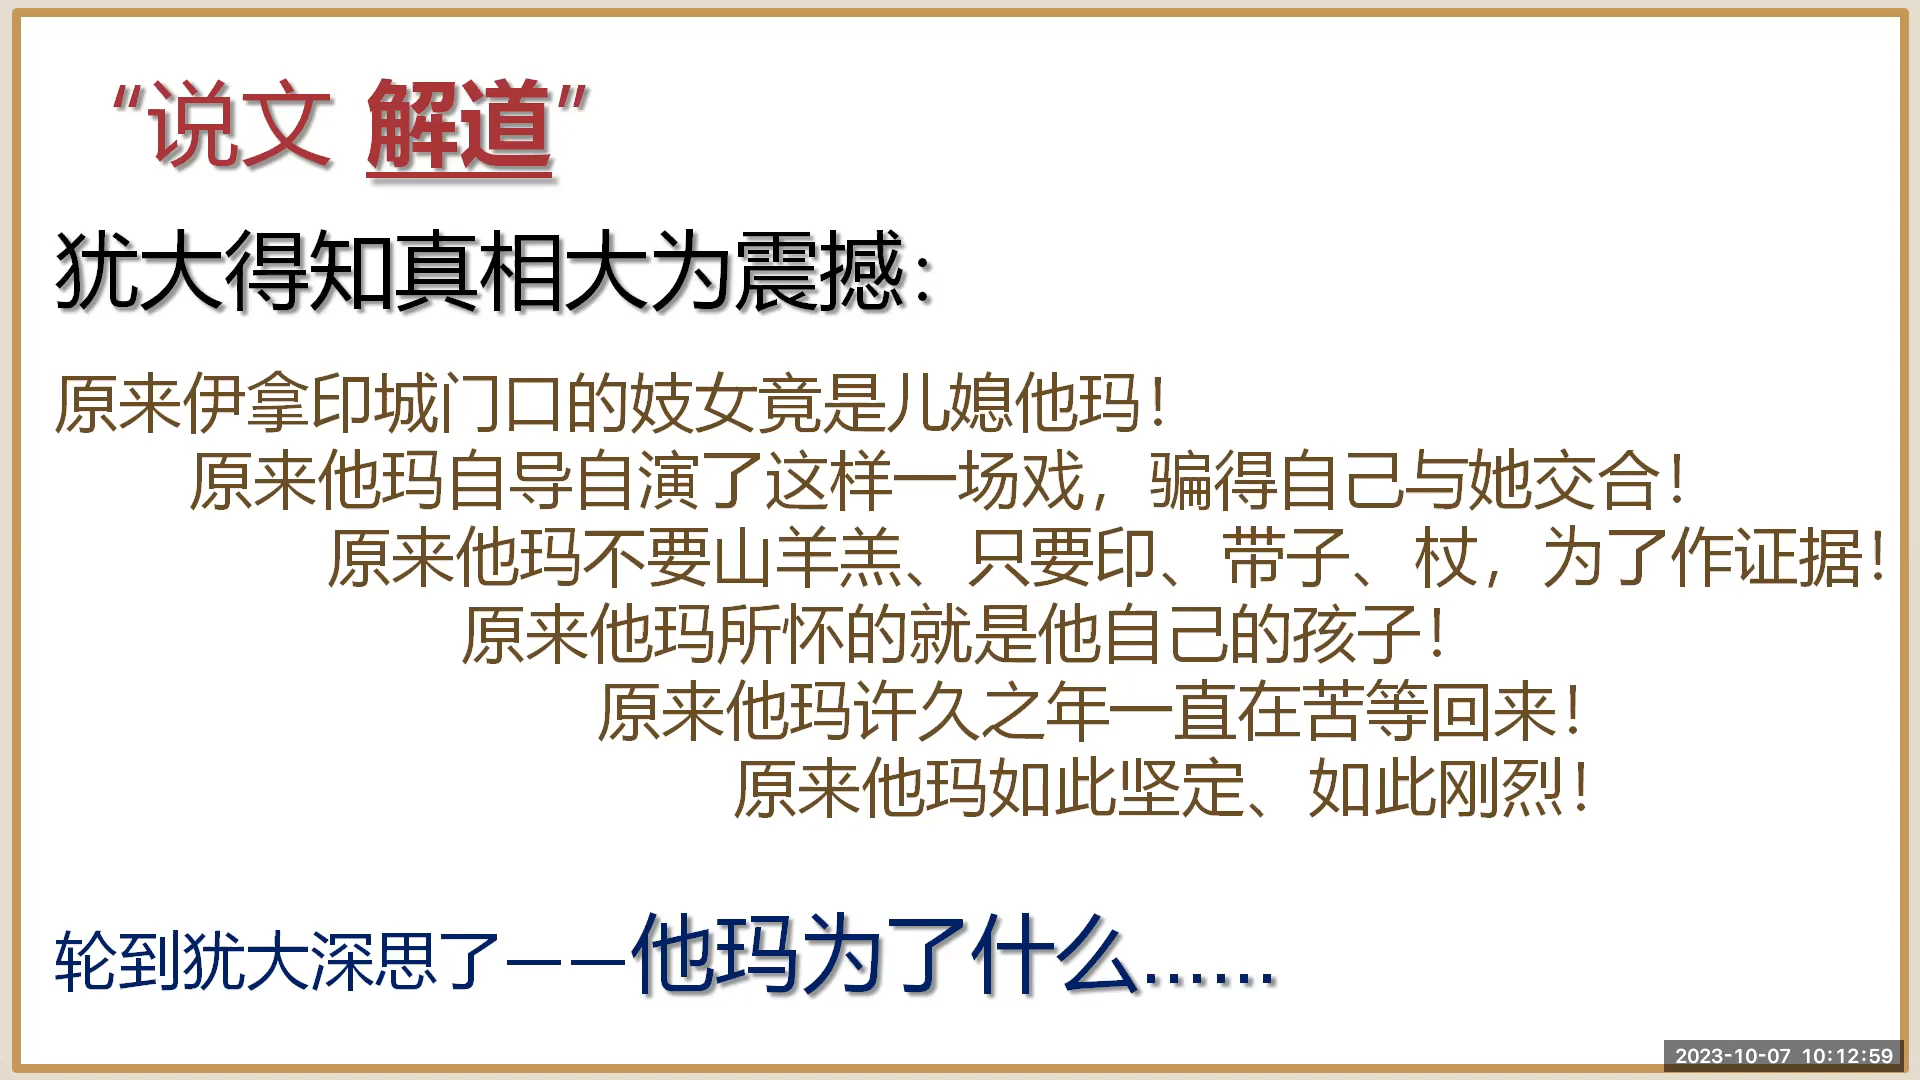 “说文 解道”
犹大得知真相大为震撼：
原来伊拿印城门口的妓女竟是儿媳他玛！
原来他玛自导自演了这样一场戏，骗得自己与她交合！
原来他玛不要山羊羔、只要印、带子、杖，为了作证据！
原来他玛所怀的就是他自己的孩子！
原来他玛许久之年一直在苦等回来！
原来他玛如此坚定、如此刚烈！
轮到犹大深思了——他玛为了什么......
2023-10-07 10:12:59